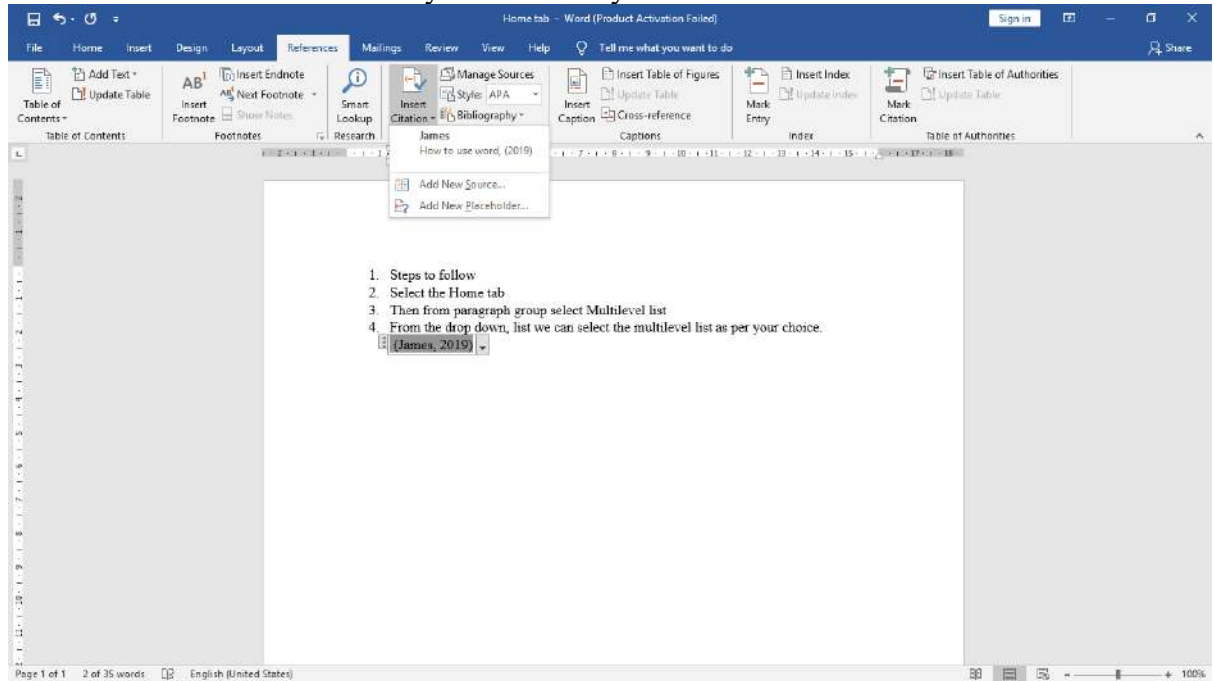 Home tab - Word (Product Activation Failed)
Sign in
File Home Insert Design Layout References Mailings Review View Help Tell me what you want to do Share
Table of Contents
Add Text
Update Table
Table of Contents
AB1
Insert Footnote
Insert Endnote
Next Footnote
Show Notes
Footnotes
Smart Lookup
Research
Insert Citation
Manage Sources
Style: APA
Bibliography
Insert Caption
Insert Table of Figures
Update Table
Cross-reference
Captions
Mark Entry
Insert Index
Update Index
Index
Mark Citation
Insert Table of Authorities
Update Table
Table of Authorities
James
How to use word, (2019)
Add New Source...
Add New Placeholder...
1. Steps to follow
2. Select the Home tab
3. Then from paragraph group select Multilevel list
4. From the drop down, list we can select the multilevel list as per your choice.
(James, 2019)
Page 1 of 1 2 of 35 words English (United States) 100%